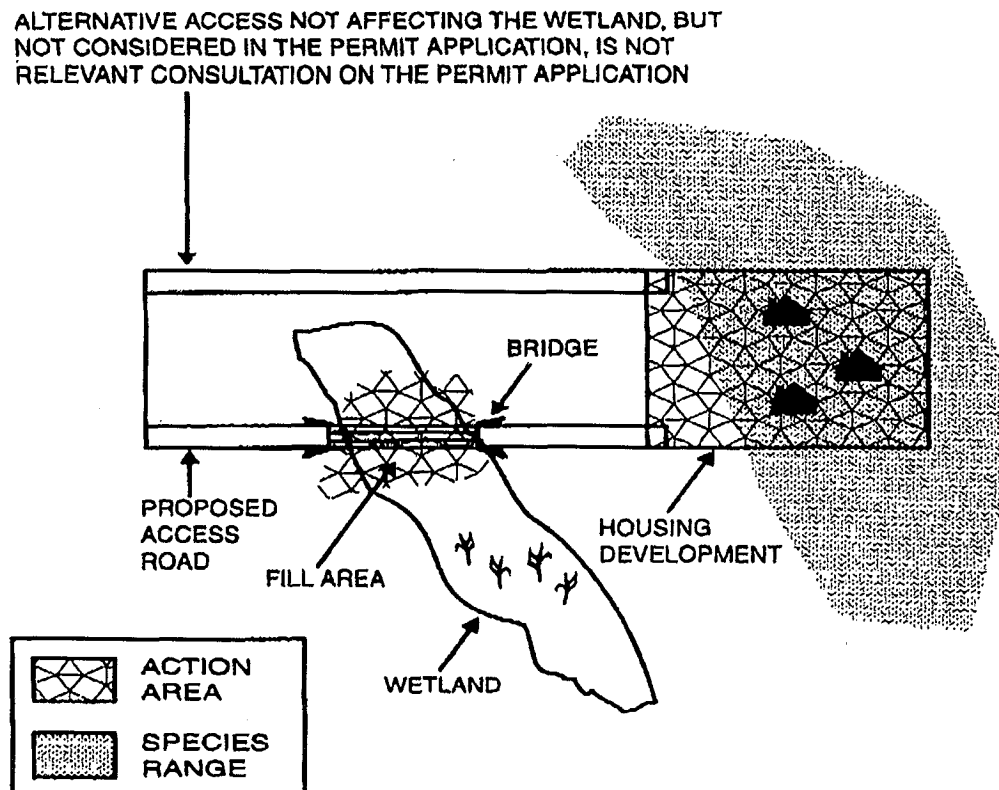 ALTERNATIVE ACCESS NOT AFFECTING THE WETLAND, BUT
NOT CONSIDERED IN THE PERMIT APPLICATION, IS NOT
RELEVANT CONSULTATION ON THE PERMIT APPLICATION
BRIDGE
PROPOSED
ACCESS
ROAD
FILL AREA
HOUSING
DEVELOPMENT
WETLAND
ACTION
AREA
SPECIES
RANGE